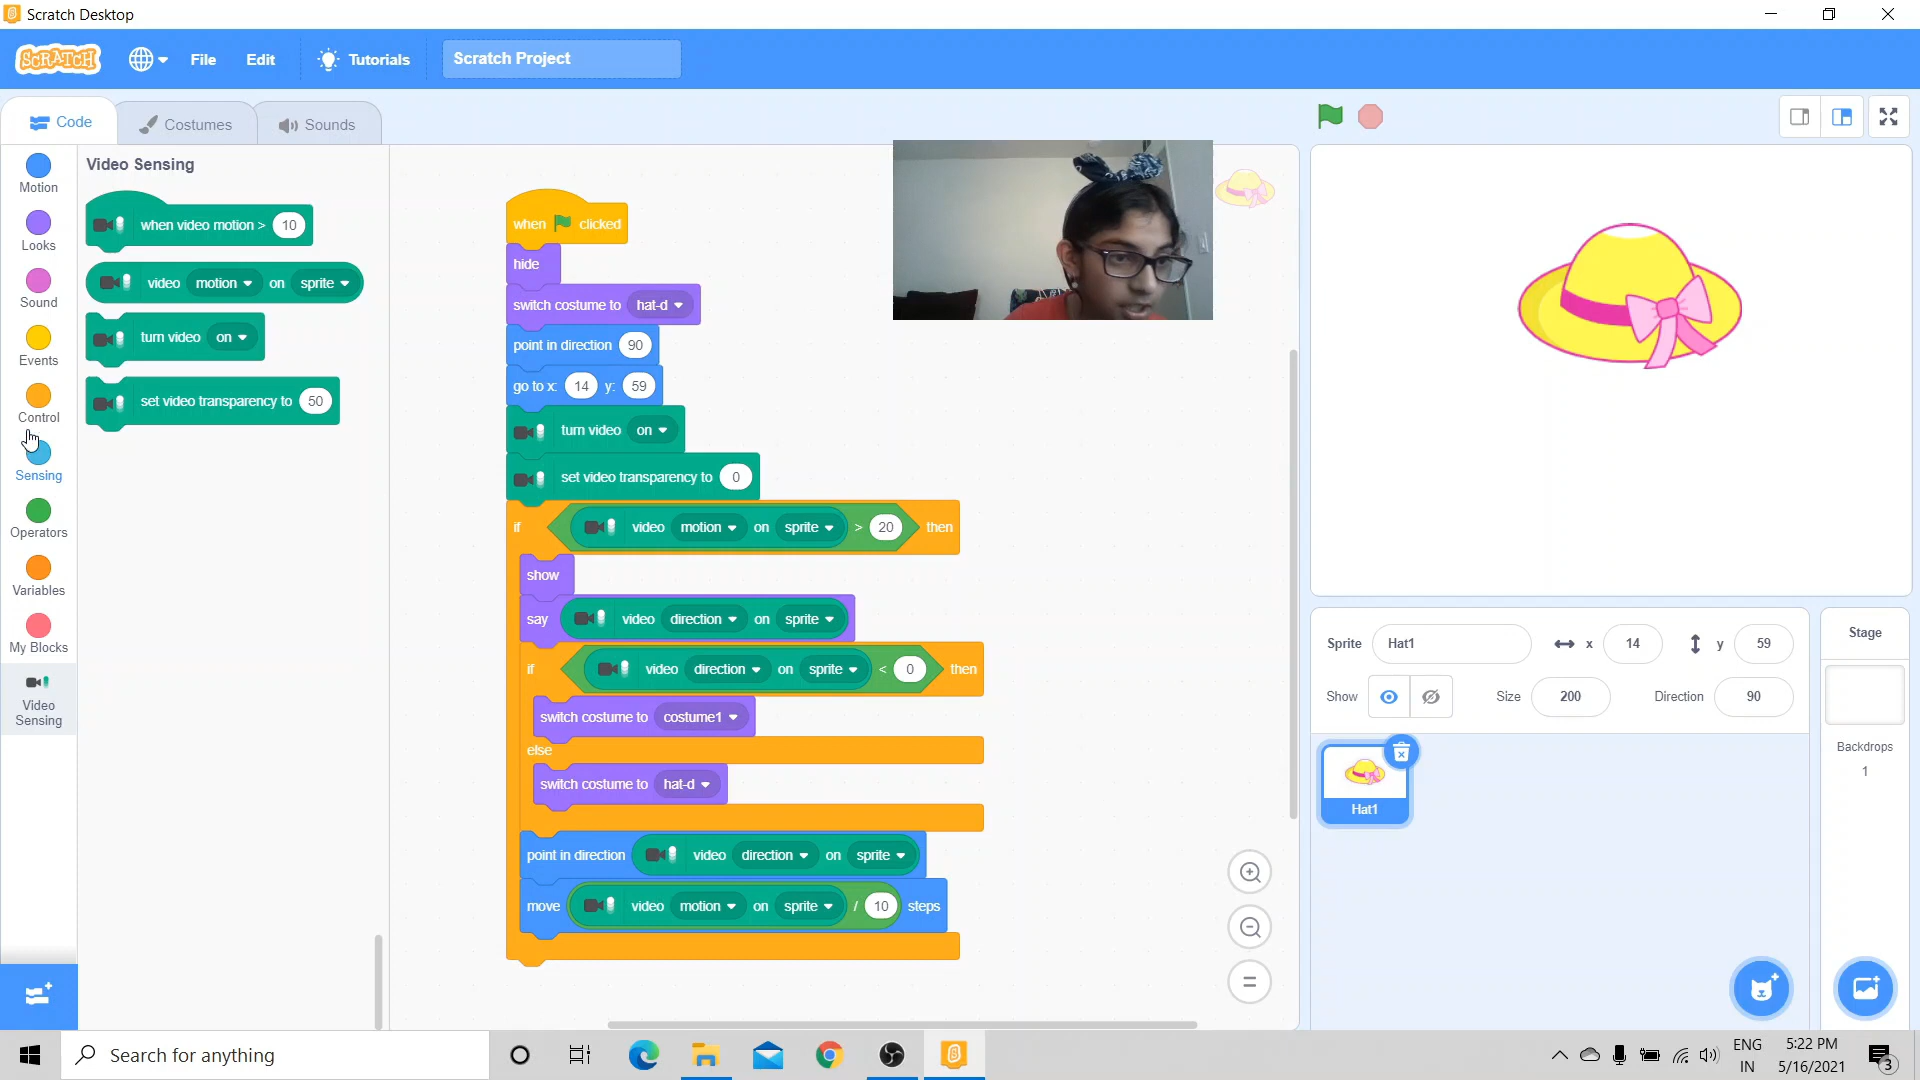 Scratch Desktop
SCRATCH
File
Edit
Tutorials
Scratch Project
Code
Costumes
Sounds
Motion
Looks
Sound
Events
Control
Sensing
Operators
Variables
My Blocks
Video
Sensing
Video Sensing
when video motion > 10
video motion on sprite
turn video on
set video transparency to 50
when clicked
hide
switch costume to hat-d
point in direction 90
go to x: 14 y: 59
turn video on
set video transparency to 0
if video motion on sprite > 20 then
show
say video direction on sprite
if video direction on sprite < 0 then
switch costume to costume1
else
switch costume to hat-d
point in direction video direction on sprite
move video motion on sprite / 10 steps
Sprite Hat1 x 14 y 59
Show Size 200 Direction 90
Hat1
Stage
Backdrops
1
Search for anything
ENG
IN
5:22 PM
5/16/2021
3